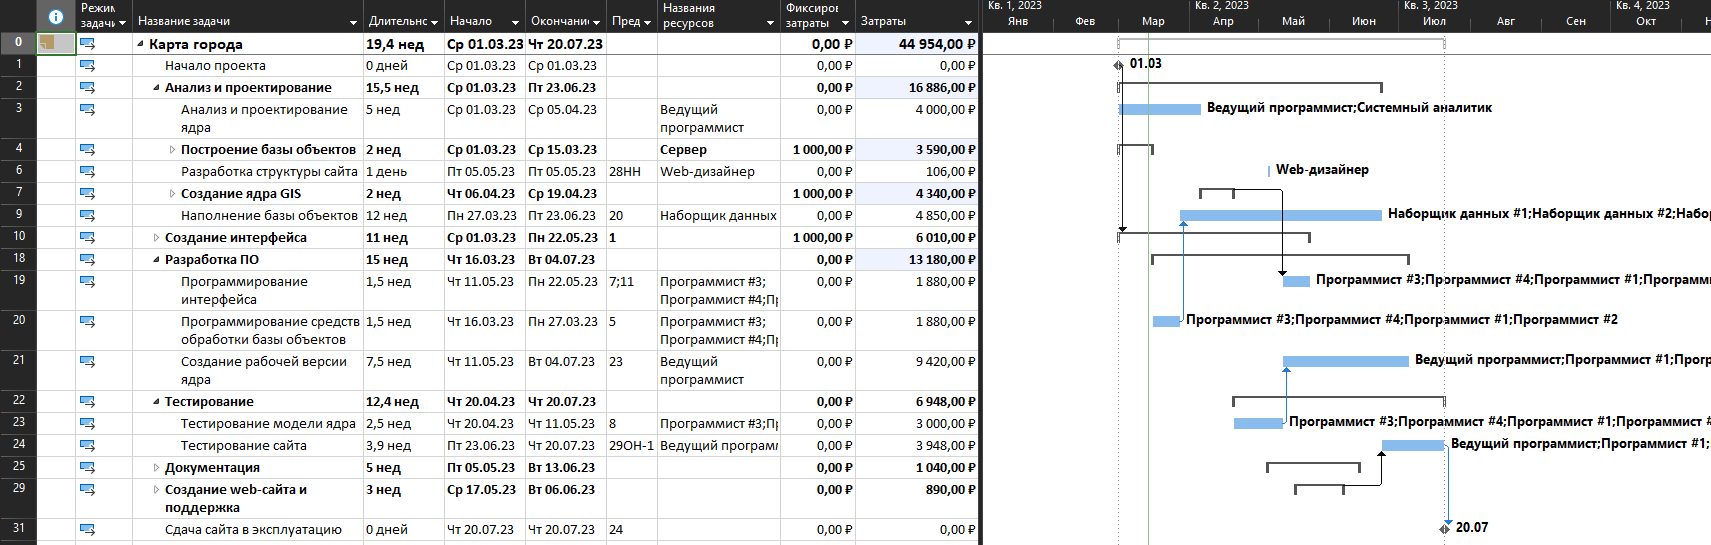 Режим задачи Название задачи Длительнс Начало Окончани Пред Названия ресурсов Фиксиров затраты Затраты
Кв. 1, 2023 Кв. 2, 2023 Кв. 3, 2023 Кв. 4, 2023
Янв Фев Мар Апр Май Июн Июл Авг Сен Окт Н
0 Карта города 19,4 нед Ср 01.03.23 Чт 20.07.23 0,00 ₽ 44 954,00 ₽
1 Начало проекта 0 дней Ср 01.03.23 Ср 01.03.23 0,00 ₽ 0,00 ₽ 01.03
2 Анализ и проектирование 15,5 нед Ср 01.03.23 Пт 23.06.23 0,00 ₽ 16 886,00 ₽
3 Анализ и проектирование 5 нед Ср 01.03.23 Ср 05.04.23 Ведущий 0,00 ₽ 4 000,00 ₽ Ведущий программист;Системный аналитик
ядра программист
4 Построение базы объектов 2 нед Ср 01.03.23 Ср 15.03.23 Сервер 1 000,00 ₽ 3 590,00 ₽
6 Разработка структуры сайта 1 день Пт 05.05.23 Пт 05.05.23 28НН Web-дизайнер 0,00 ₽ 106,00 ₽ Web-дизайнер
7 Создание ядра GIS 2 нед Чт 06.04.23 Ср 19.04.23 1 000,00 ₽ 4 340,00 ₽
9 Наполнение базы объектов 12 нед Пн 27.03.23 Пт 23.06.23 20 Наборщик данных 0,00 ₽ 4 850,00 ₽ Наборщик данных #1;Наборщик данных #2;Набо
10 Создание интерфейса 11 нед Ср 01.03.23 Пн 22.05.23 1 1 000,00 ₽ 6 010,00 ₽
18 Разработка ПО 15 нед Чт 16.03.23 Вт 04.07.23 0,00 ₽ 13 180,00 ₽
19 Программирование 1,5 нед Чт 11.05.23 Пн 22.05.23 7;11 Программист #3; 0,00 ₽ 1 880,00 ₽ Программист #3;Программист #4;Программист #1;Программи
интерфейса Программист #4;Пр
20 Программирование средств 1,5 нед Чт 16.03.23 Пн 27.03.23 5 Программист #3; 0,00 ₽ 1 880,00 ₽ Программист #3;Программист #4;Программист #1;Программист #2
обработки базы объектов Программист #4;Пр
21 Создание рабочей версии 7,5 нед Чт 11.05.23 Вт 04.07.23 23 Ведущий 0,00 ₽ 9 420,00 ₽ Ведущий программист;Программист #1;Прогр
ядра программист
22 Тестирование 12,4 нед Чт 20.04.23 Чт 20.07.23 0,00 ₽ 6 948,00 ₽
23 Тестирование модели ядра 2,5 нед Чт 20.04.23 Чт 11.05.23 8 Программист #3;Пр 0,00 ₽ 3 000,00 ₽ Программист #3;Программист #4;Программист #1;Программист #
24 Тестирование сайта 3,9 нед Пт 23.06.23 Чт 20.07.23 29ОН-1 Ведущий программ 0,00 ₽ 3 948,00 ₽ Ведущий программист;Программист #1;
25 Документация 5 нед Пт 05.05.23 Вт 13.06.23 0,00 ₽ 1 040,00 ₽
29 Создание web-сайта и 3 нед Ср 17.05.23 Вт 06.06.23 0,00 ₽ 890,00 ₽
поддержка
31 Сдача сайта в эксплуатацию 0 дней Чт 20.07.23 Чт 20.07.23 24 0,00 ₽ 0,00 ₽ 20.07